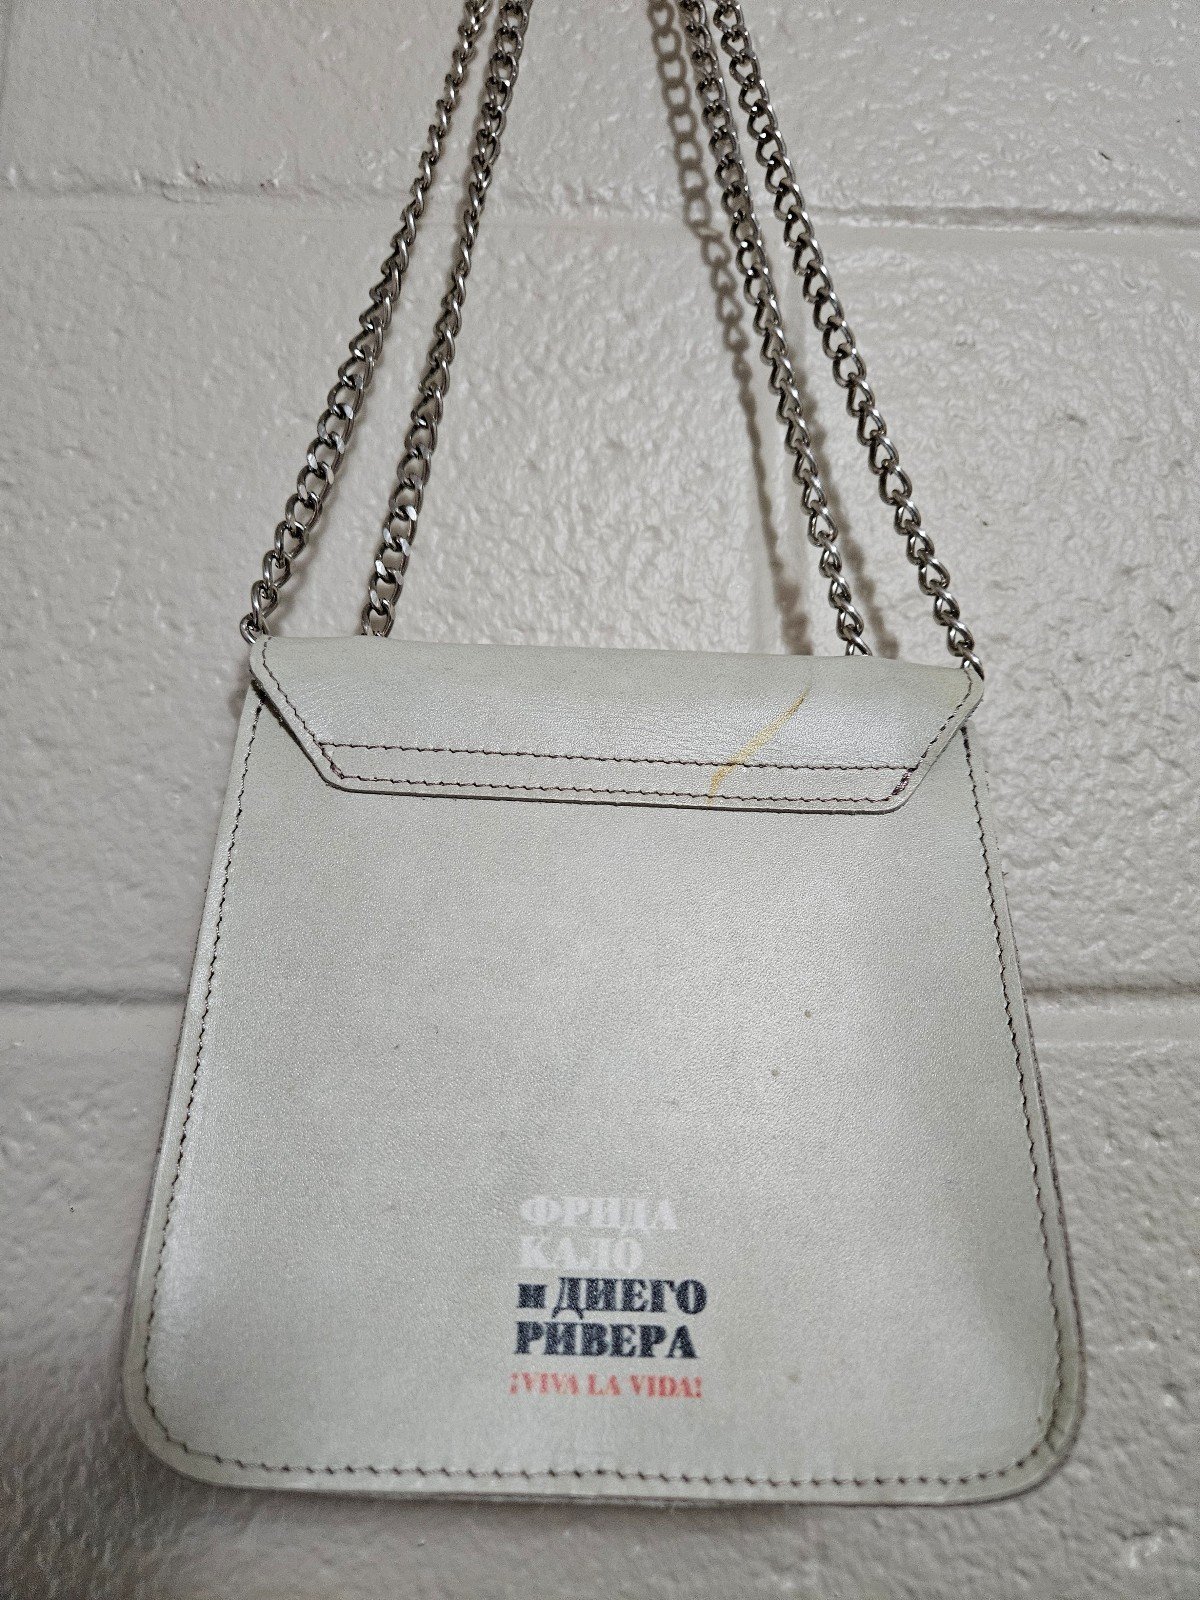 ФРИДА
КАЛО
и ДИЕГО
РИВЕРА
¡VIVA LA VIDA!